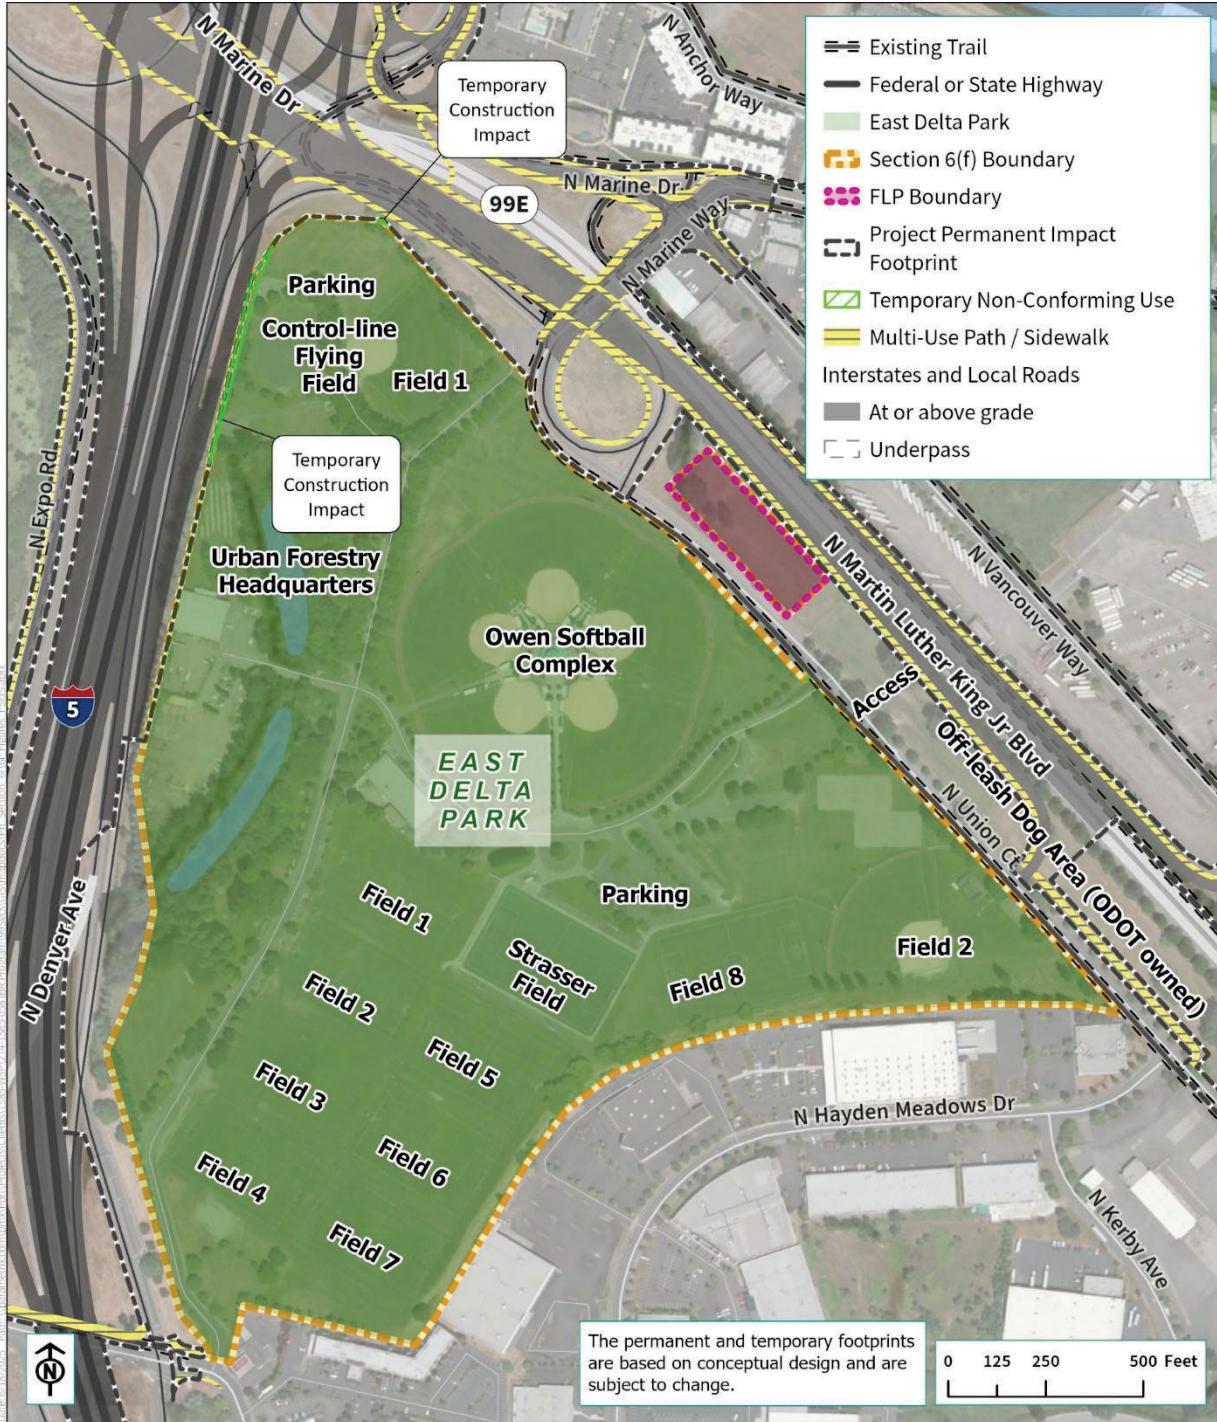 N Marine Dr
Temporary
Construction
Impact
N Anchor Way
N Marine Dr
99E
N Marine Way
Existing Trail
Federal or State Highway
East Delta Park
Section 6(f) Boundary
FLP Boundary
Project Permanent Impact
Footprint
Temporary Non-Conforming Use
Multi-Use Path / Sidewalk
Interstates and Local Roads
At or above grade
Underpass
Parking
Control-line
Flying
Field
Field 1
Temporary
Construction
Impact
N Expo Rd
Urban Forestry
Headquarters
Owen Softball
Complex
N Martin Luther King Jr Blvd
N Vancouver Way
Access
5
EAST
DELTA
PARK
Off-leash Dog Area (ODOT owned)
N Union Ct
N Denver Ave
Field 1
Parking
Strasser
Field
Field 8
Field 2
Field 2
Field 5
Field 3
Field 6
Field 4
Field 7
N Hayden Meadows Dr
N Kerby Ave
N
The permanent and temporary footprints
are based on conceptual design and are
subject to change.
0 125 250 500 Feet